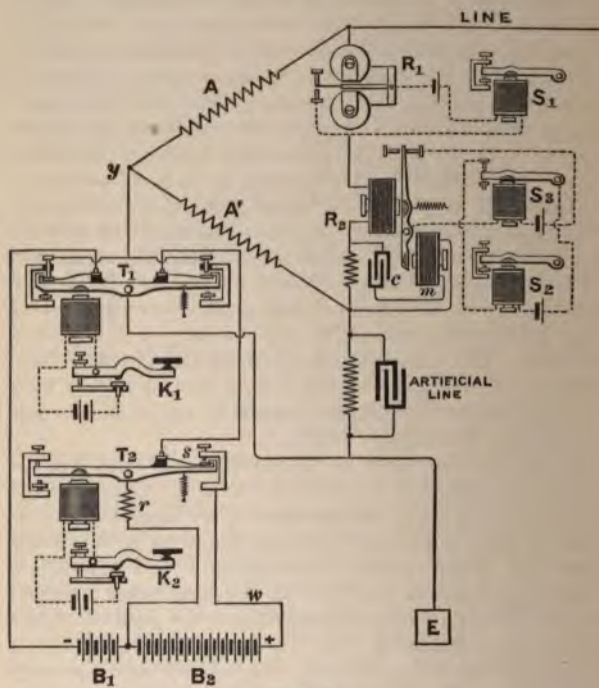 LINE
A
R1
S1
y
A'
R2
S3
T1
c
m
S2
K1
ARTIFICIAL
LINE
T2
s
r
K2
w
E
- +
B1 B2